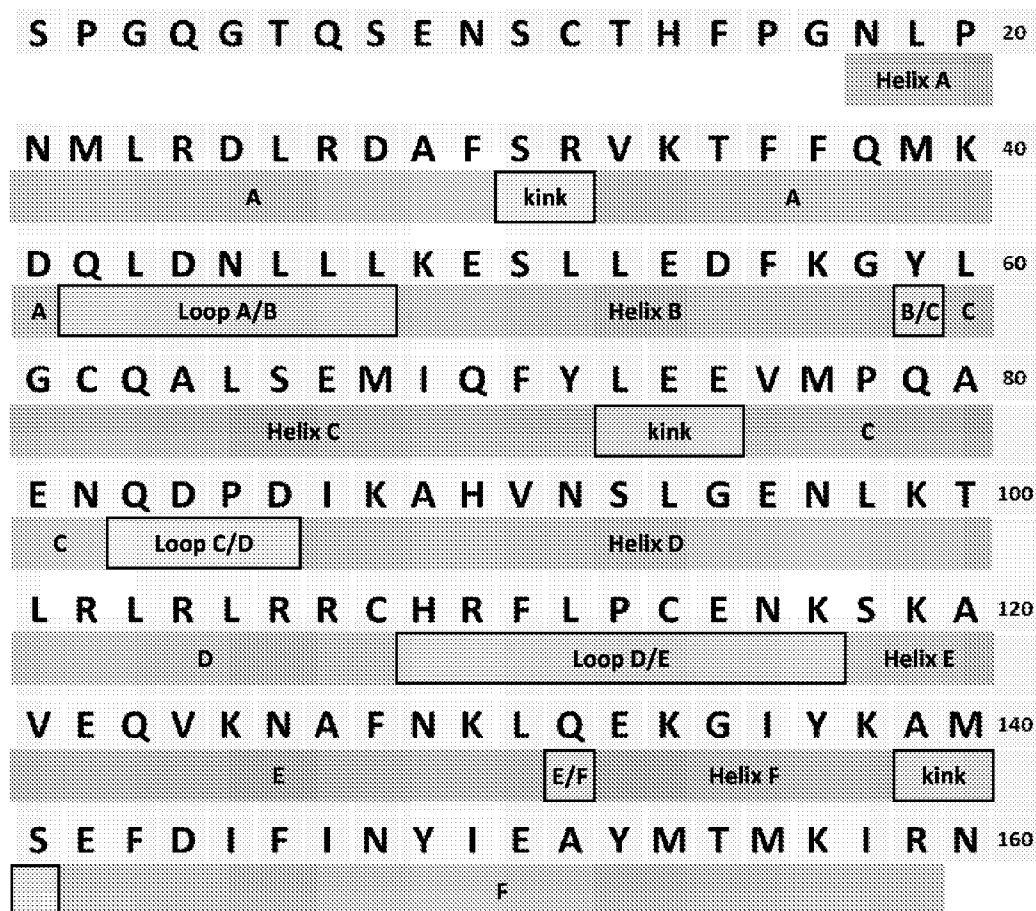 S P G Q G T Q S E N S C T H F P G N L P 20
Helix A
N M L R D L R D A F S R V K T F F Q M K 40
A kink A
D Q L D N L L L K E S L L E D F K G Y L 60
A Loop A/B Helix B B/C C
G C Q A L S E M I Q F Y L E E V M P Q A 80
Helix C kink C
E N Q D P D I K A H V N S L G E N L K T 100
C Loop C/D Helix D
L R L R L R R C H R F L P C E N K S K A 120
D Loop D/E Helix E
V E Q V K N A F N K L Q E K G I Y K A M 140
E E/F Helix F kink
S E F D I F I N Y I E A Y M T M K I R N 160
F